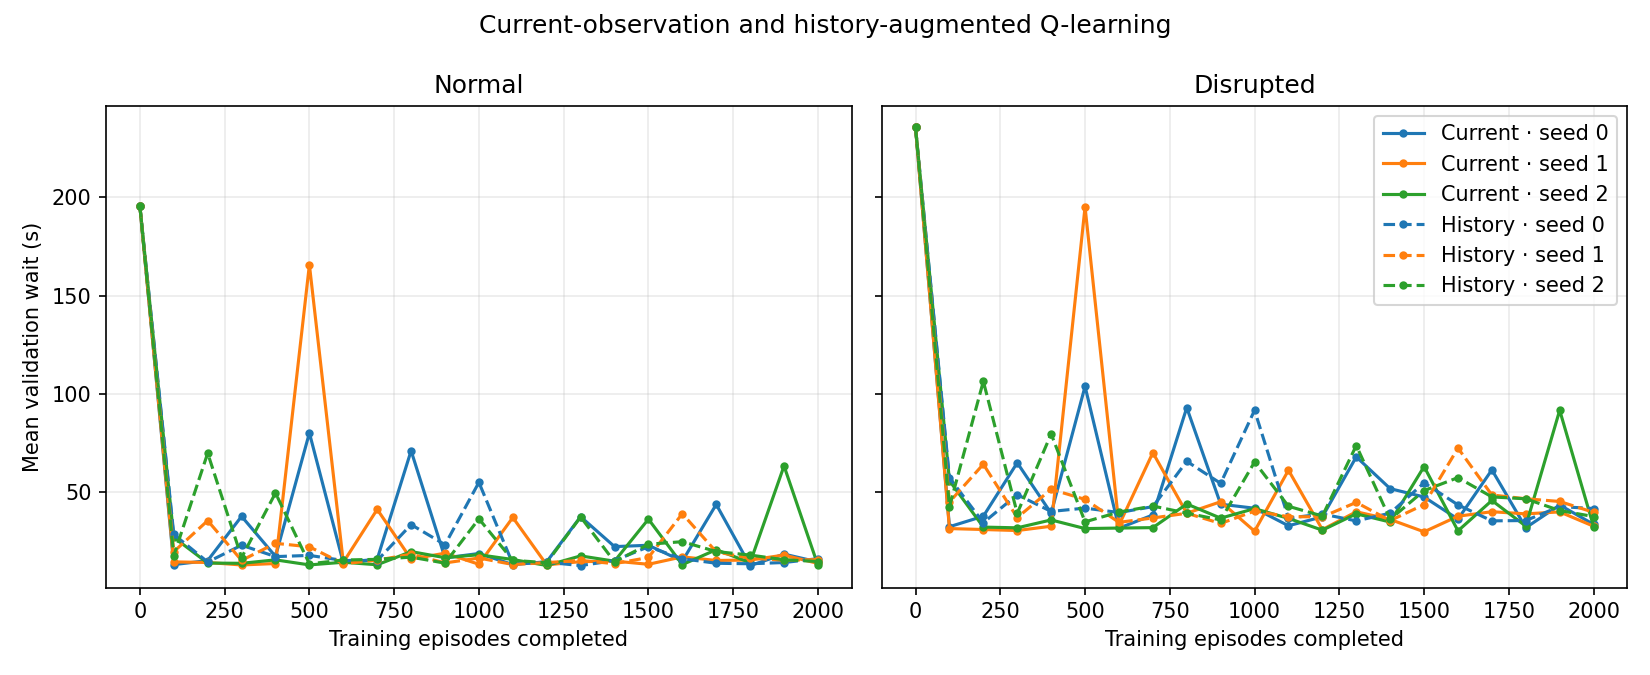 Current-observation and history-augmented Q-learning
Normal
Disrupted
Mean validation wait (s)
200
150
100
50
0 250 500 750 1000 1250 1500 1750 2000
Training episodes completed
Current · seed 0
Current · seed 1
Current · seed 2
History · seed 0
History · seed 1
History · seed 2
0 250 500 750 1000 1250 1500 1750 2000
Training episodes completed